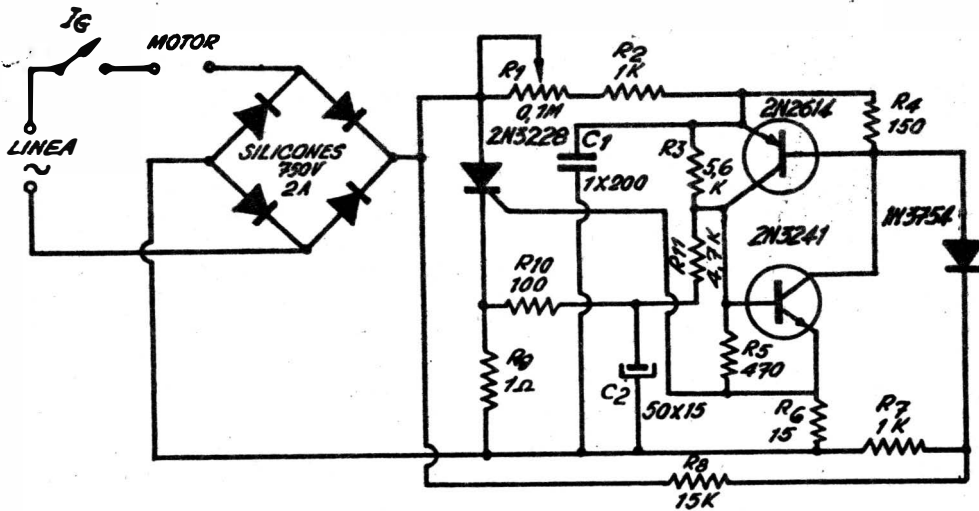 IG
MOTOR
LINEA
~
SILICONES
750V
2A
R1
0,1M
2N3228
R2
1K
C1
1X200
R3
5,6
K
2N2614
R4
150
R11
4,7K
2N3241
1N3754
R10
100
R9
1Ω
C2
50X15
R5
470
R6
15
R7
1K
R8
15K